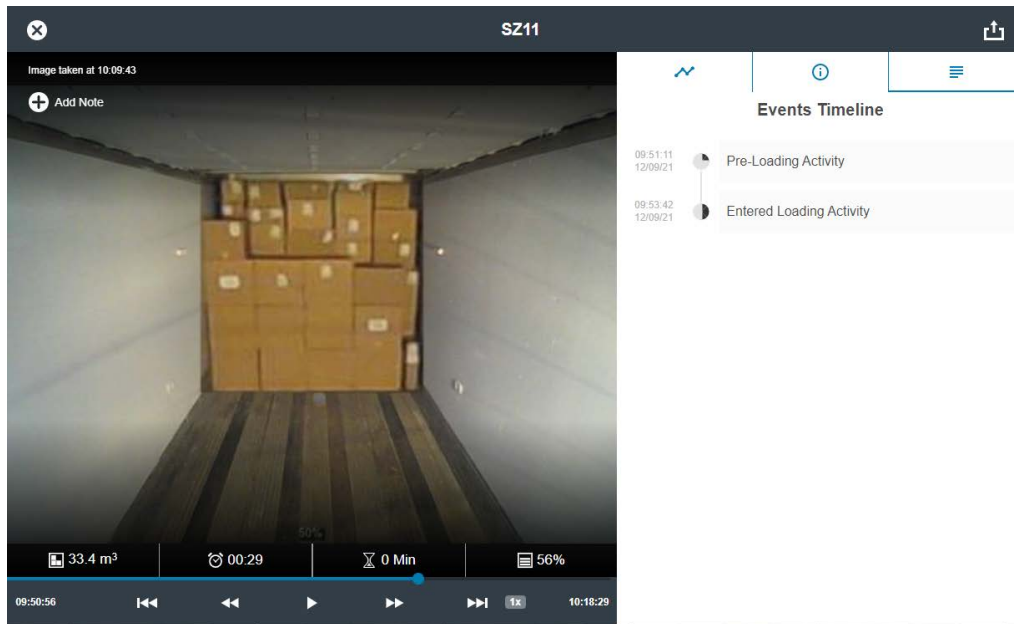 SZ11
Image taken at 10:09:43
Add Note
50%
33.4 m³
00:29
0 Min
56%
09:50:56
1x
10:18:29
Events Timeline
09:51:11
12/09/21
Pre-Loading Activity
09:53:42
12/09/21
Entered Loading Activity